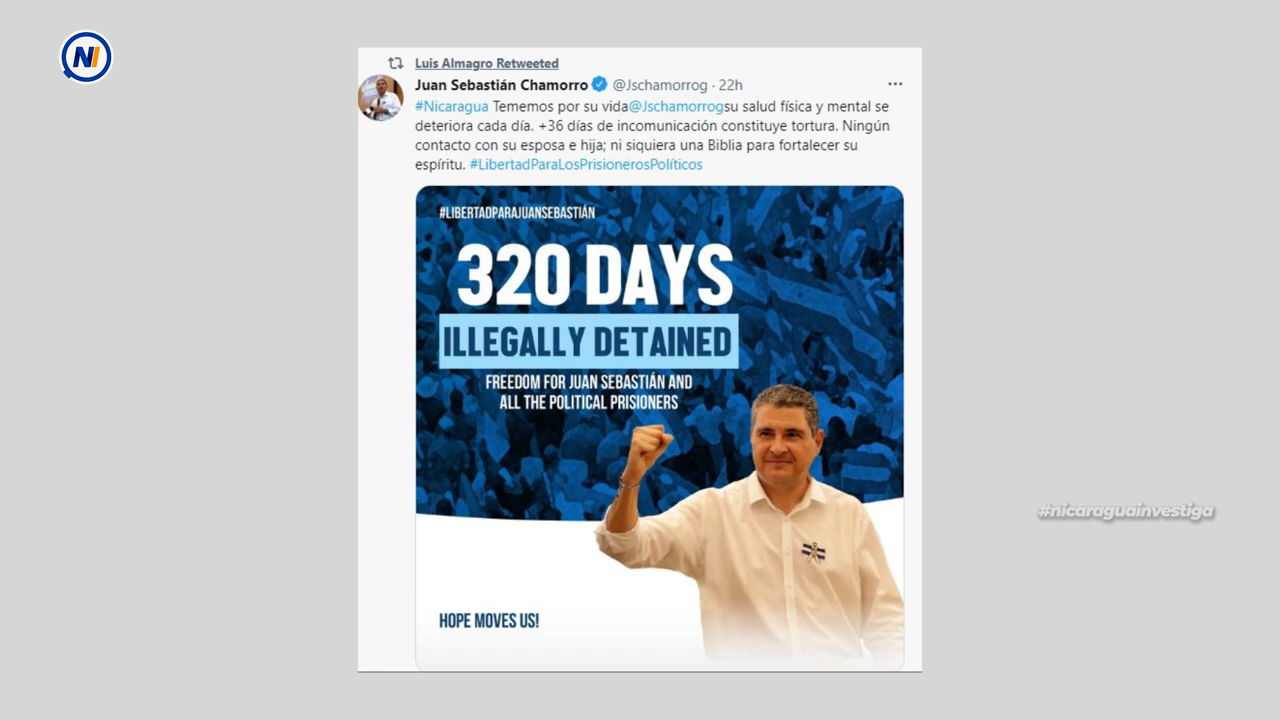 NI
Luis Almagro Retweeted
Juan Sebastián Chamorro @Jschamorrog · 22h
#Nicaragua Tememos por su vida@Jschamorrogsu salud física y mental se
deteriora cada día. +36 días de incomunicación constituye tortura. Ningún
contacto con su esposa e hija; ni siquiera una Biblia para fortalecer su
espíritu. #LibertadParaLosPrisionerosPolíticos
#LIBERTADPARAJUANSEBASTIÁN
320 DAYS
ILLEGALLY DETAINED
FREEDOM FOR JUAN SEBASTIÁN AND
ALL THE POLITICAL PRISIONERS
#nicaraguainvestiga
HOPE MOVES US!